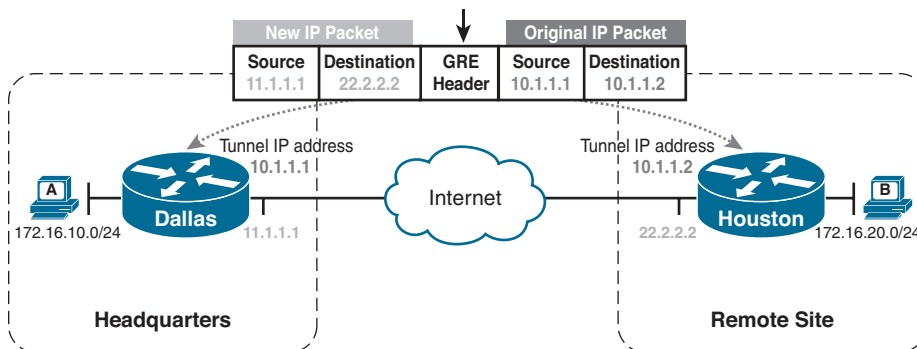 New IP Packet
Original IP Packet
Source
11.1.1.1
Destination
22.2.2.2
GRE
Header
Source
10.1.1.1
Destination
10.1.1.2
Tunnel IP address
10.1.1.1
Tunnel IP address
10.1.1.2
A
Dallas
Internet
Houston
B
172.16.10.0/24
11.1.1.1
22.2.2.2
172.16.20.0/24
Headquarters
Remote Site